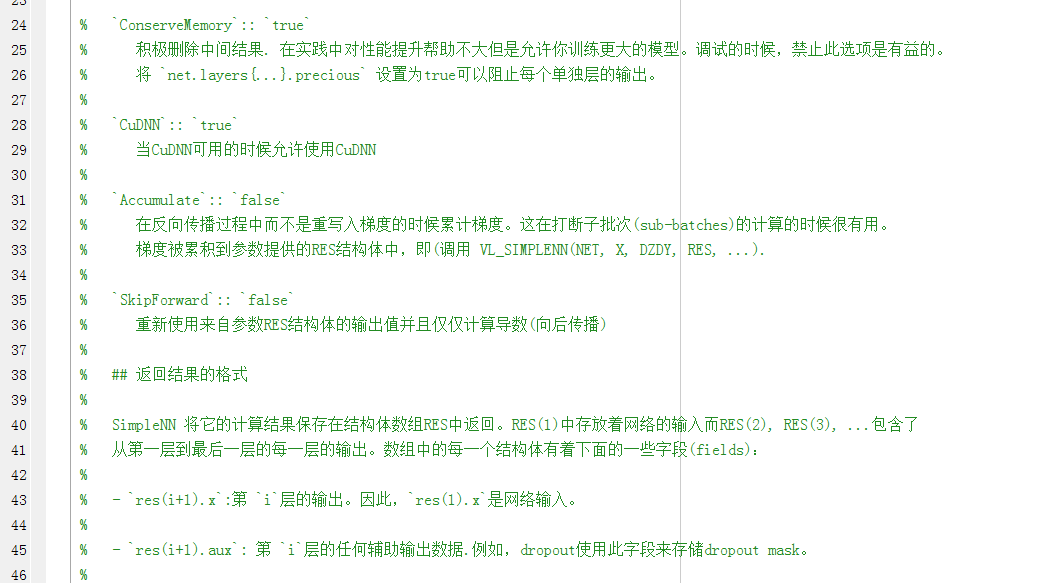 23
24 % `ConserveMemory`:: `true`
25 % 积极删除中间结果. 在实践中对性能提升帮助不大但是允许你训练更大的模型。调试的时候，禁止此选项是有益的。
26 % 将 `net.layers{...}.precious` 设置为true可以阻止每个单独层的输出。
27 %
28 % `CuDNN`:: `true`
29 % 当CuDNN可用的时候允许使用CuDNN
30 %
31 % `Accumulate`:: `false`
32 % 在反向传播过程中而不是重写入梯度的时候累计梯度。这在打断子批次(sub-batches)的计算的时候很有用。
33 % 梯度被累积到参数提供的RES结构体中，即(调用 VL_SIMPLENN(NET, X, DZDY, RES, ...).
34 %
35 % `SkipForward`:: `false`
36 % 重新使用来自参数RES结构体的输出值并且仅仅计算导数(向后传播)
37 %
38 % ## 返回结果的格式
39 %
40 % SimpleNN 将它的计算结果保存在结构体数组RES中返回。RES(1)中存放着网络的输入而RES(2), RES(3), ...包含了
41 % 从第一层到最后一层的每一层的输出。数组中的每一个结构体有着下面的一些字段(fields)：
42 %
43 % - `res(i+1).x`:第 `i`层的输出。因此，`res(1).x`是网络输入。
44 %
45 % - `res(i+1).aux`: 第 `i`层的任何辅助输出数据.例如，dropout使用此字段来存储dropout mask。
46 %